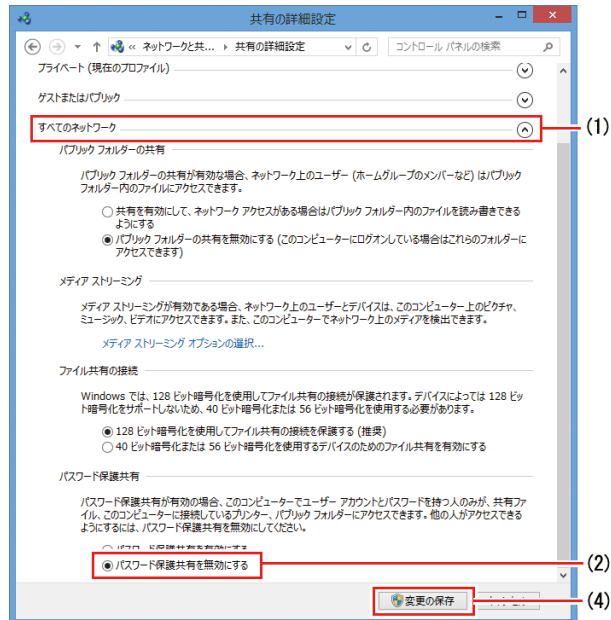 共有の詳細設定
« ネットワークと共... 共有の詳細設定
コントロール パネルの検索
プライベート (現在のプロファイル)
ゲストまたはパブリック
すべてのネットワーク
(1)
パブリック フォルダーの共有
パブリック フォルダーの共有が有効な場合、ネットワーク上のユーザー (ホームグループのメンバーなど) はパブリック
フォルダー内のファイルにアクセスできます。
共有を有効にして、ネットワーク アクセスがある場合はパブリック フォルダー内のファイルを読み書きできる
ようにする
パブリック フォルダーの共有を無効にする (このコンピューターにログオンしている場合はこれらのフォルダーに
アクセスできます)
メディア ストリーミング
メディア ストリーミングが有効である場合、ネットワーク上のユーザーとデバイスは、このコンピューター上のピクチャ、
ミュージック、ビデオにアクセスできます。また、このコンピューターでネットワーク上のメディアを検出できます。
メディア ストリーミング オプションの選択...
ファイル共有の接続
Windows では、128 ビット暗号化を使用してファイル共有の接続が保護されます。デバイスによっては 128 ビッ
ト暗号化をサポートしないため、40 ビット暗号化または 56 ビット暗号化を使用する必要があります。
128 ビット暗号化を使用してファイル共有の接続を保護する (推奨)
40 ビット暗号化または 56 ビット暗号化を使用するデバイスのためのファイル共有を有効にする
パスワード保護共有
パスワード保護共有が有効の場合、このコンピューターでユーザー アカウントとパスワードを持つ人のみが、共有ファ
イル、このコンピューターに接続しているプリンター、パブリック フォルダーにアクセスできます。他の人がアクセスできる
ようにするには、パスワード保護共有を無効にしてください。
パスワード保護共有を有効にする
パスワード保護共有を無効にする
(2)
変更の保存
(4)